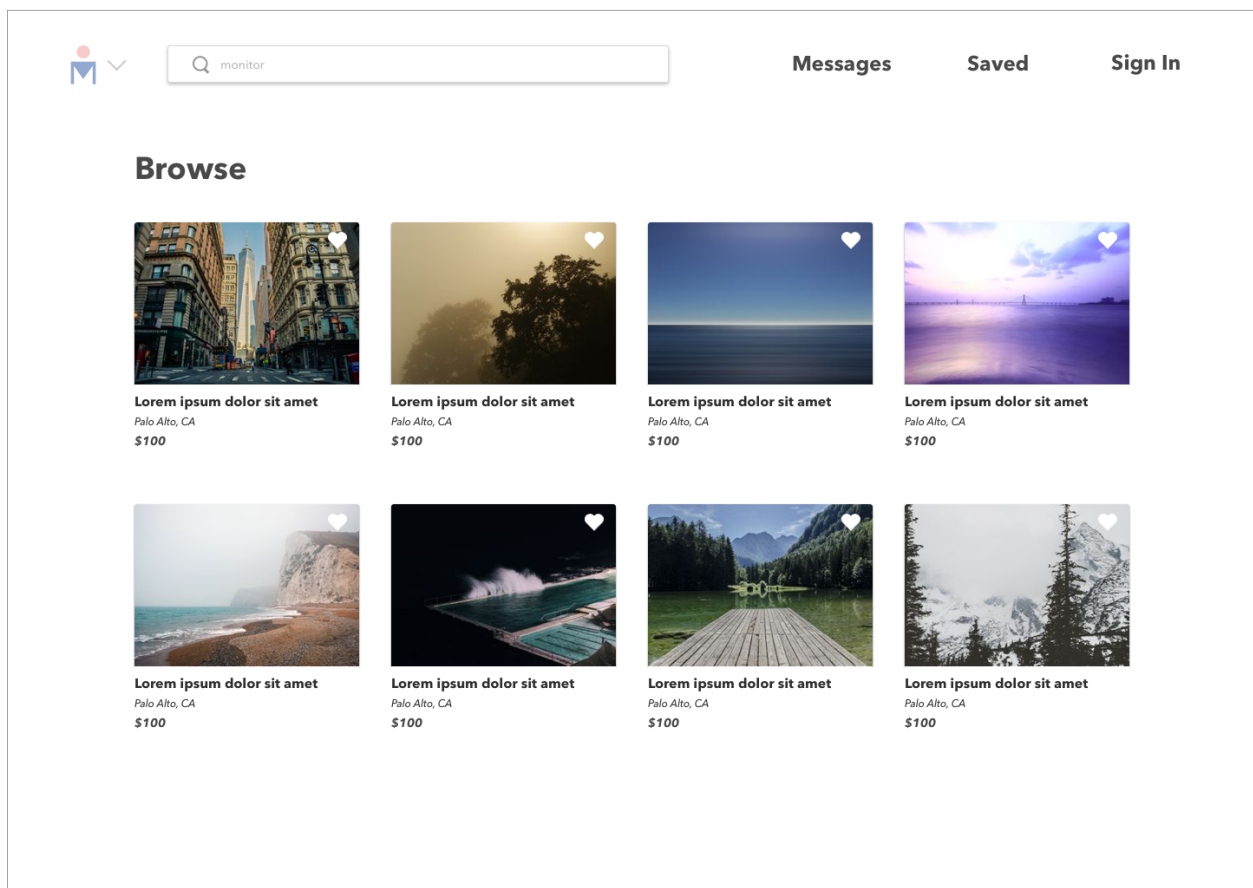 monitor
Messages
Saved
Sign In
Browse
Lorem ipsum dolor sit amet
Palo Alto, CA
$100
Lorem ipsum dolor sit amet
Palo Alto, CA
$100
Lorem ipsum dolor sit amet
Palo Alto, CA
$100
Lorem ipsum dolor sit amet
Palo Alto, CA
$100
Lorem ipsum dolor sit amet
Palo Alto, CA
$100
Lorem ipsum dolor sit amet
Palo Alto, CA
$100
Lorem ipsum dolor sit amet
Palo Alto, CA
$100
Lorem ipsum dolor sit amet
Palo Alto, CA
$100